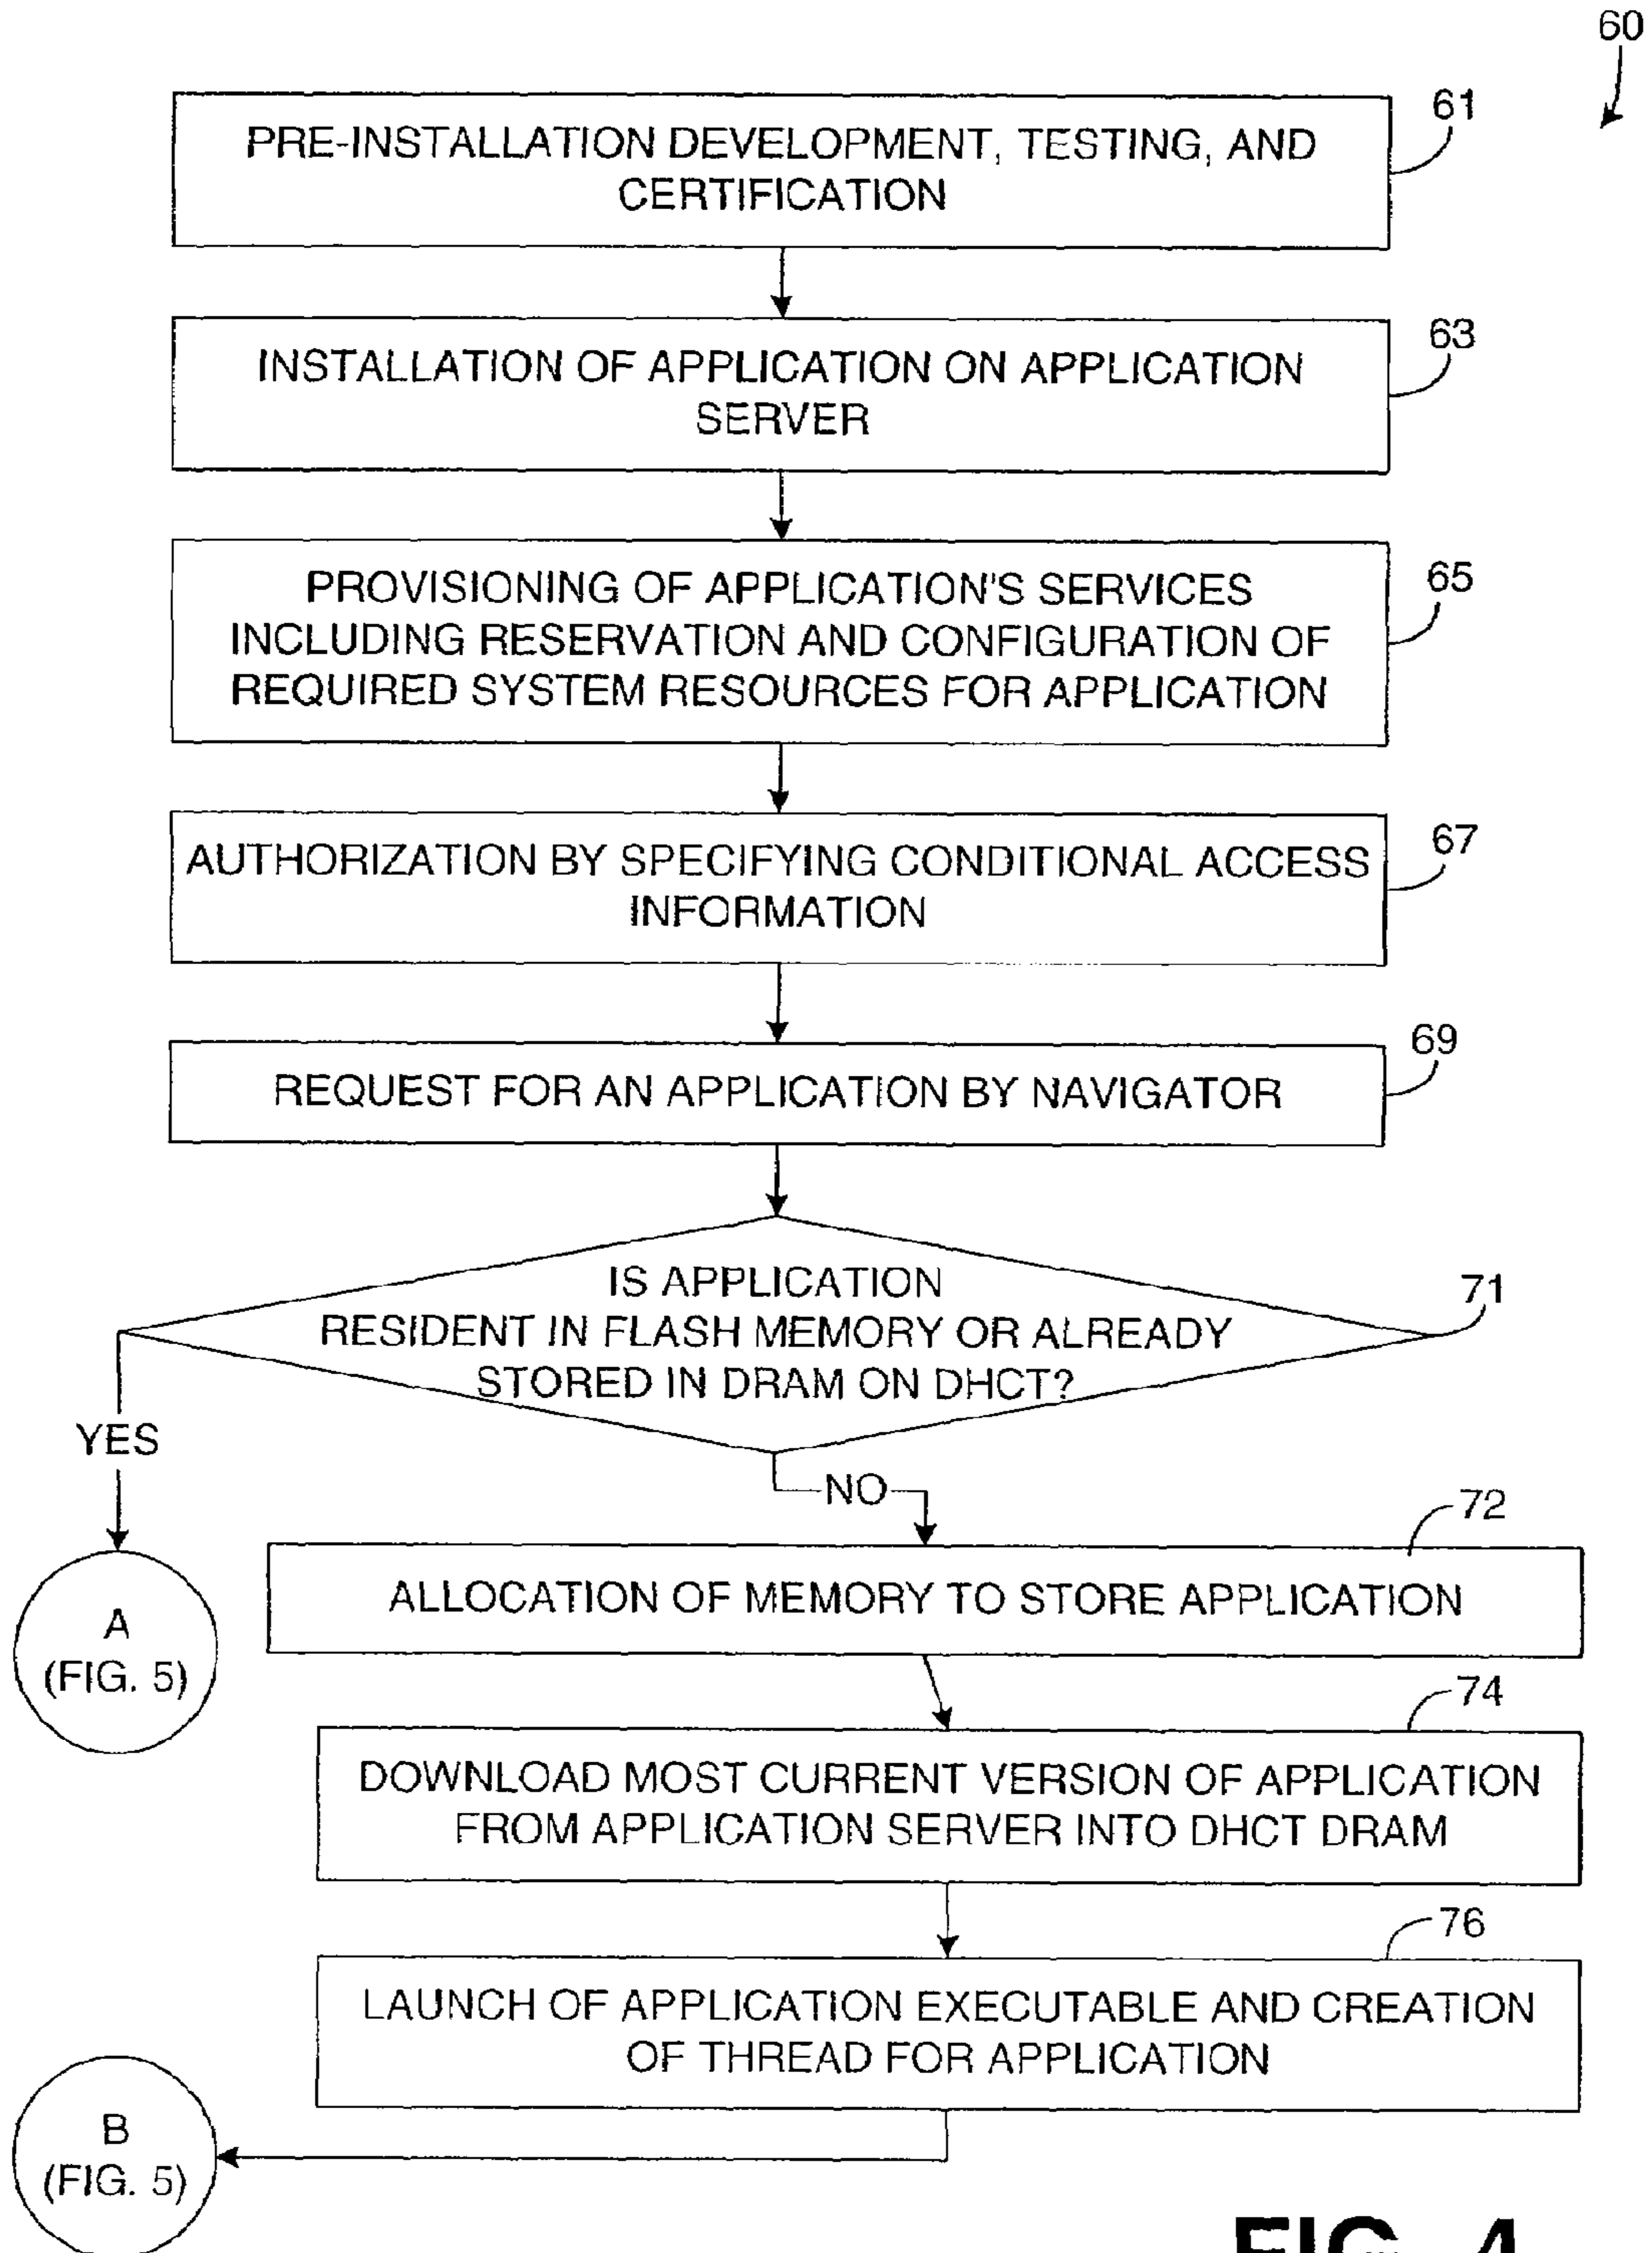 60
PRE-INSTALLATION DEVELOPMENT, TESTING, AND
CERTIFICATION
61
INSTALLATION OF APPLICATION ON APPLICATION
SERVER
63
PROVISIONING OF APPLICATION'S SERVICES
INCLUDING RESERVATION AND CONFIGURATION OF
REQUIRED SYSTEM RESOURCES FOR APPLICATION
65
AUTHORIZATION BY SPECIFYING CONDITIONAL ACCESS
INFORMATION
67
REQUEST FOR AN APPLICATION BY NAVIGATOR
69
IS APPLICATION
RESIDENT IN FLASH MEMORY OR ALREADY
STORED IN DRAM ON DHCT?
71
YES
NO
A
(FIG. 5)
72
ALLOCATION OF MEMORY TO STORE APPLICATION
74
DOWNLOAD MOST CURRENT VERSION OF APPLICATION
FROM APPLICATION SERVER INTO DHCT DRAM
76
LAUNCH OF APPLICATION EXECUTABLE AND CREATION
OF THREAD FOR APPLICATION
B
(FIG. 5)
FIG. 4